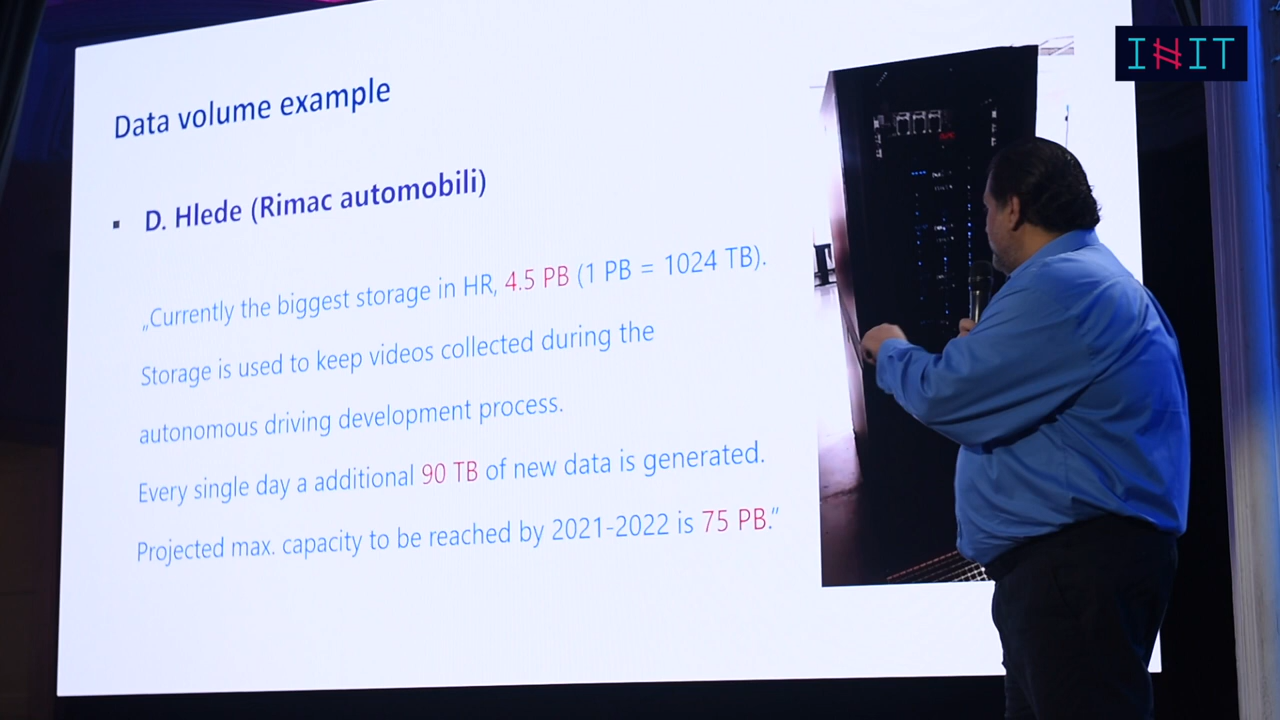 INIT
Data volume example
▪ D. Hlede (Rimac automobili)
„Currently the biggest storage in HR, 4.5 PB (1 PB = 1024 TB).
Storage is used to keep videos collected during the
autonomous driving development process.
Every single day a additional 90 TB of new data is generated.
Projected max. capacity to be reached by 2021-2022 is 75 PB.“